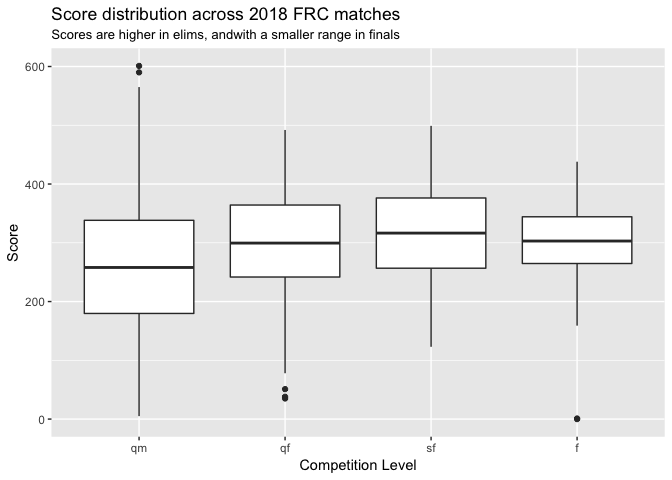 Score distribution across 2018 FRC matches
Scores are higher in elims, andwith a smaller range in finals
600
400
200
0
Score
qm qf sf f
Competition Level